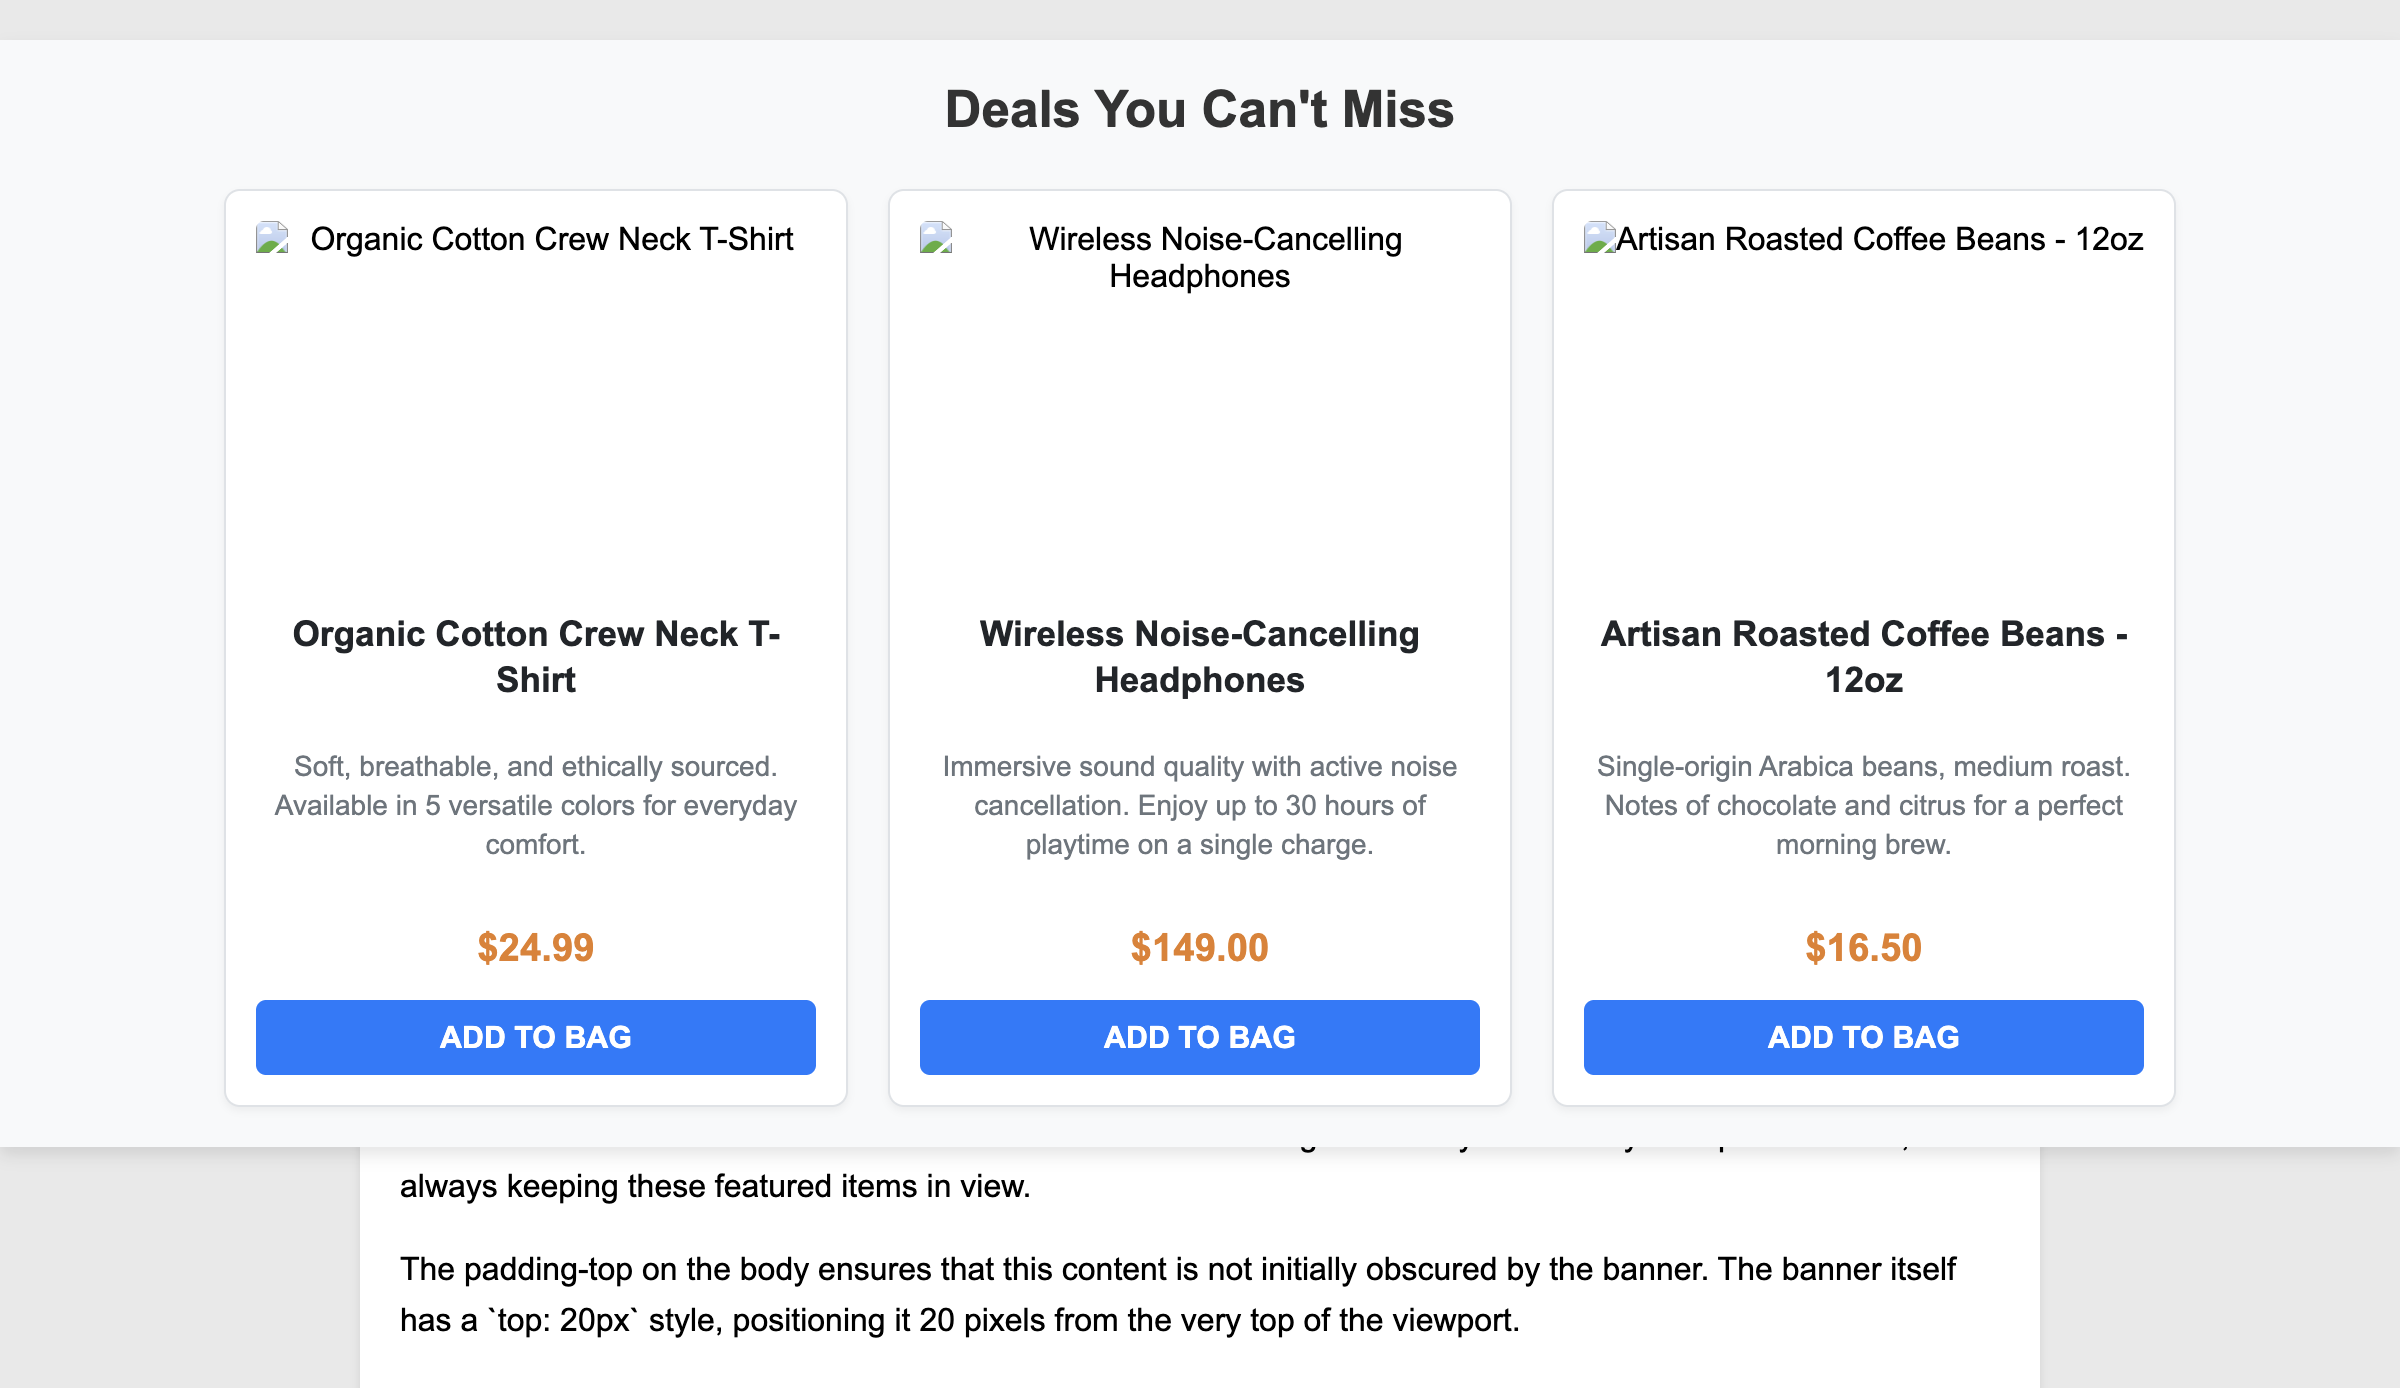 Deals You Can't Miss
Organic Cotton Crew Neck T-Shirt
Organic Cotton Crew Neck T-
Shirt
Soft, breathable, and ethically sourced.
Available in 5 versatile colors for everyday
comfort.
$24.99
ADD TO BAG
Wireless Noise-Cancelling
Headphones
Wireless Noise-Cancelling
Headphones
Immersive sound quality with active noise
cancellation. Enjoy up to 30 hours of
playtime on a single charge.
$149.00
ADD TO BAG
Artisan Roasted Coffee Beans - 12oz
Artisan Roasted Coffee Beans -
12oz
Single-origin Arabica beans, medium roast.
Notes of chocolate and citrus for a perfect
morning brew.
$16.50
ADD TO BAG
always keeping these featured items in view.
The padding-top on the body ensures that this content is not initially obscured by the banner. The banner itself
has a `top: 20px` style, positioning it 20 pixels from the very top of the viewport.